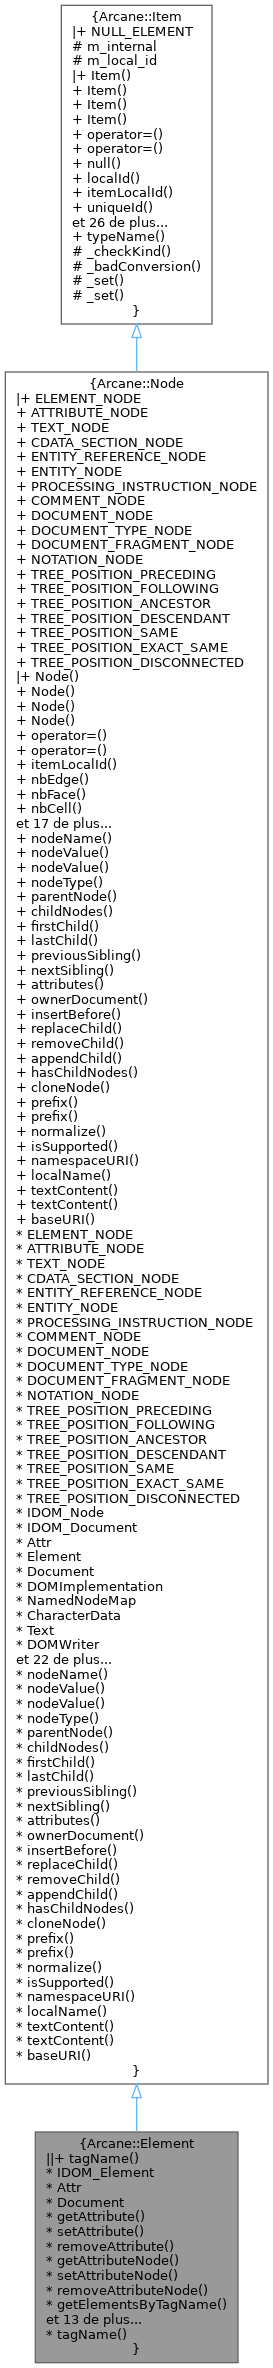 {Arcane::Item
|+ NULL_ELEMENT
# m_internal
# m_local_id
|+ Item()
+ Item()
+ Item()
+ Item()
+ operator=()
+ operator=()
+ null()
+ localId()
+ itemLocalId()
+ uniqueId()
et 26 de plus...
+ typeName()
# _checkKind()
# _badConversion()
# _set()
# _set()
}
{Arcane::Node
|+ ELEMENT_NODE
+ ATTRIBUTE_NODE
+ TEXT_NODE
+ CDATA_SECTION_NODE
+ ENTITY_REFERENCE_NODE
+ ENTITY_NODE
+ PROCESSING_INSTRUCTION_NODE
+ COMMENT_NODE
+ DOCUMENT_NODE
+ DOCUMENT_TYPE_NODE
+ DOCUMENT_FRAGMENT_NODE
+ NOTATION_NODE
+ TREE_POSITION_PRECEDING
+ TREE_POSITION_FOLLOWING
+ TREE_POSITION_ANCESTOR
+ TREE_POSITION_DESCENDANT
+ TREE_POSITION_SAME
+ TREE_POSITION_EXACT_SAME
+ TREE_POSITION_DISCONNECTED
|+ Node()
+ Node()
+ Node()
+ Node()
+ operator=()
+ operator=()
+ itemLocalId()
+ nbEdge()
+ nbFace()
+ nbCell()
et 17 de plus...
+ nodeName()
+ nodeValue()
+ nodeValue()
+ nodeType()
+ parentNode()
+ childNodes()
+ firstChild()
+ lastChild()
+ previousSibling()
+ nextSibling()
+ attributes()
+ ownerDocument()
+ insertBefore()
+ replaceChild()
+ removeChild()
+ appendChild()
+ hasChildNodes()
+ cloneNode()
+ prefix()
+ prefix()
+ normalize()
+ isSupported()
+ namespaceURI()
+ localName()
+ textContent()
+ textContent()
+ baseURI()
* ELEMENT_NODE
* ATTRIBUTE_NODE
* TEXT_NODE
* CDATA_SECTION_NODE
* ENTITY_REFERENCE_NODE
* ENTITY_NODE
* PROCESSING_INSTRUCTION_NODE
* COMMENT_NODE
* DOCUMENT_NODE
* DOCUMENT_TYPE_NODE
* DOCUMENT_FRAGMENT_NODE
* NOTATION_NODE
* TREE_POSITION_PRECEDING
* TREE_POSITION_FOLLOWING
* TREE_POSITION_ANCESTOR
* TREE_POSITION_DESCENDANT
* TREE_POSITION_SAME
* TREE_POSITION_EXACT_SAME
* TREE_POSITION_DISCONNECTED
* IDOM_Node
* IDOM_Document
* Attr
* Element
* Document
* DOMImplementation
* NamedNodeMap
* CharacterData
* Text
* DOMWriter
et 22 de plus...
* nodeName()
* nodeValue()
* nodeValue()
* nodeType()
* parentNode()
* childNodes()
* firstChild()
* lastChild()
* previousSibling()
* nextSibling()
* attributes()
* ownerDocument()
* insertBefore()
* replaceChild()
* removeChild()
* appendChild()
* hasChildNodes()
* cloneNode()
* prefix()
* prefix()
* normalize()
* isSupported()
* namespaceURI()
* localName()
* textContent()
* textContent()
* baseURI()
}
{Arcane::Element
||+ tagName()
* IDOM_Element
* Attr
* Document
* getAttribute()
* setAttribute()
* removeAttribute()
* getAttributeNode()
* setAttributeNode()
* removeAttributeNode()
* getElementsByTagName()
et 13 de plus...
* tagName()
}